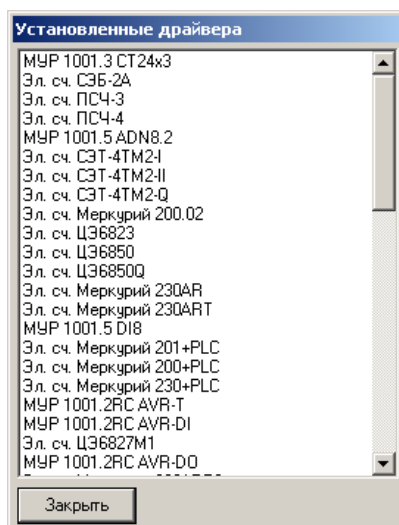 Установленные драйвера
МУР 1001.3 CT24x3
Эл. сч. СЭБ-2А
Эл. сч. ПСЧ-3
Эл. сч. ПСЧ-4
МУР 1001.5 ADN8.2
Эл. сч. СЭТ-4ТМ2-I
Эл. сч. СЭТ-4ТМ2-II
Эл. сч. СЭТ-4ТМ2-Q
Эл. сч. Меркурий 200.02
Эл. сч. ЦЭ6823
Эл. сч. ЦЭ6850
Эл. сч. ЦЭ6850Q
Эл. сч. Меркурий 230AR
Эл. сч. Меркурий 230ART
МУР 1001.5 DI8
Эл. сч. Меркурий 201+PLC
Эл. сч. Меркурий 200+PLC
Эл. сч. Меркурий 230+PLC
МУР 1001.2RC AVR-T
МУР 1001.2RC AVR-DI
Эл. сч. ЦЭ6827М1
МУР 1001.2RC AVR-DO
Закрыть